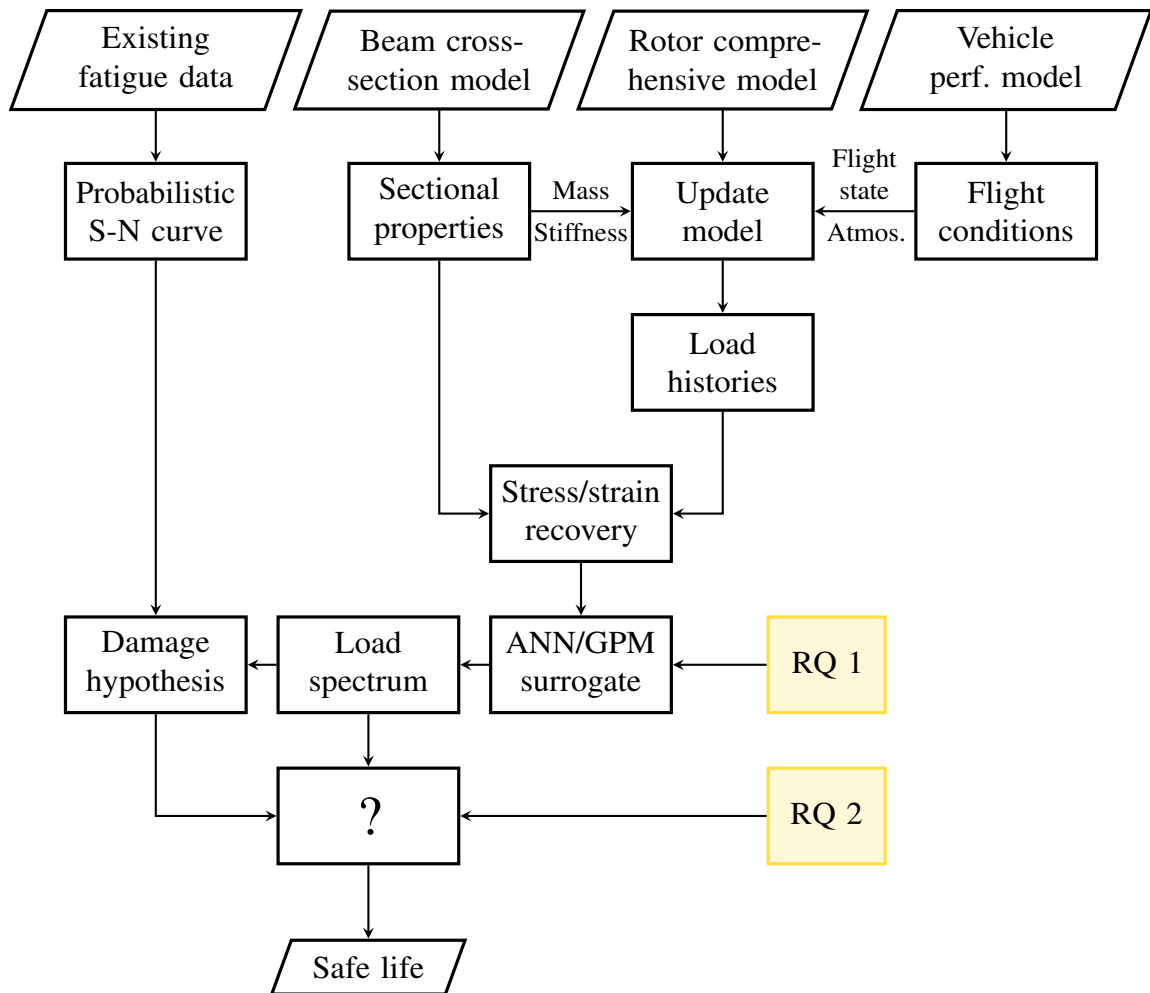 Existing
fatigue data
Beam cross-
section model
Rotor compre-
hensive model
Vehicle
perf. model
Probabilistic
S-N curve
Sectional
properties
Mass
Stiffness
Update
model
Flight
state
Atmos.
Flight
conditions
Load
histories
Stress/strain
recovery
Damage
hypothesis
Load
spectrum
ANN/GPM
surrogate
RQ 1
?
RQ 2
Safe life